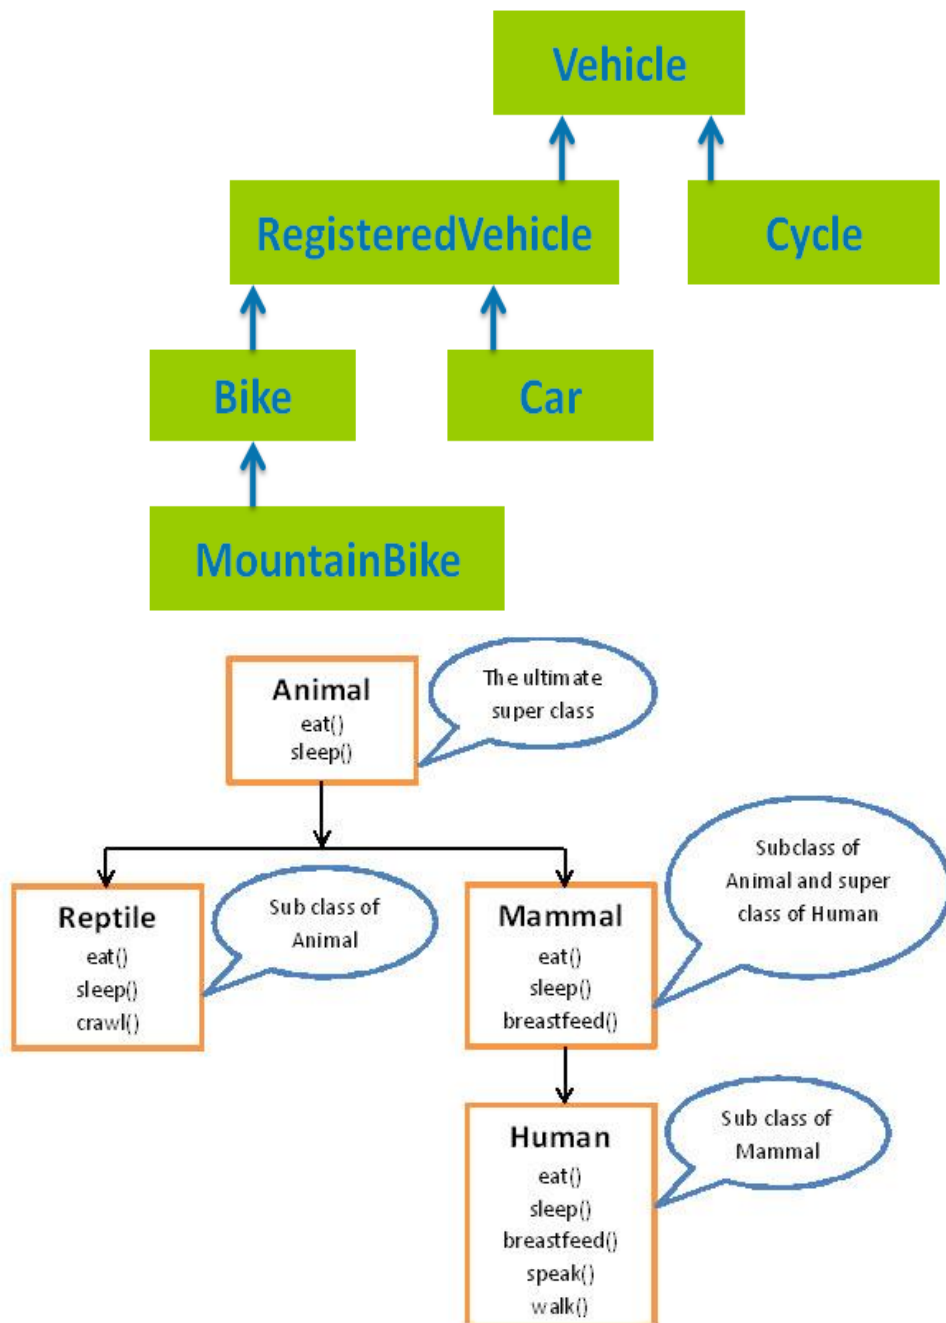 Vehicle
RegisteredVehicle
Cycle
Bike
Car
MountainBike
Animal
eat()
sleep()
The ultimate
super class
Reptile
eat()
sleep()
crawl()
Sub class of
Animal
Mammal
eat()
sleep()
breastfeed()
Subclass of
Animal and super
class of Human
Human
eat()
sleep()
breastfeed()
speak()
walk()
Sub class of
Mammal